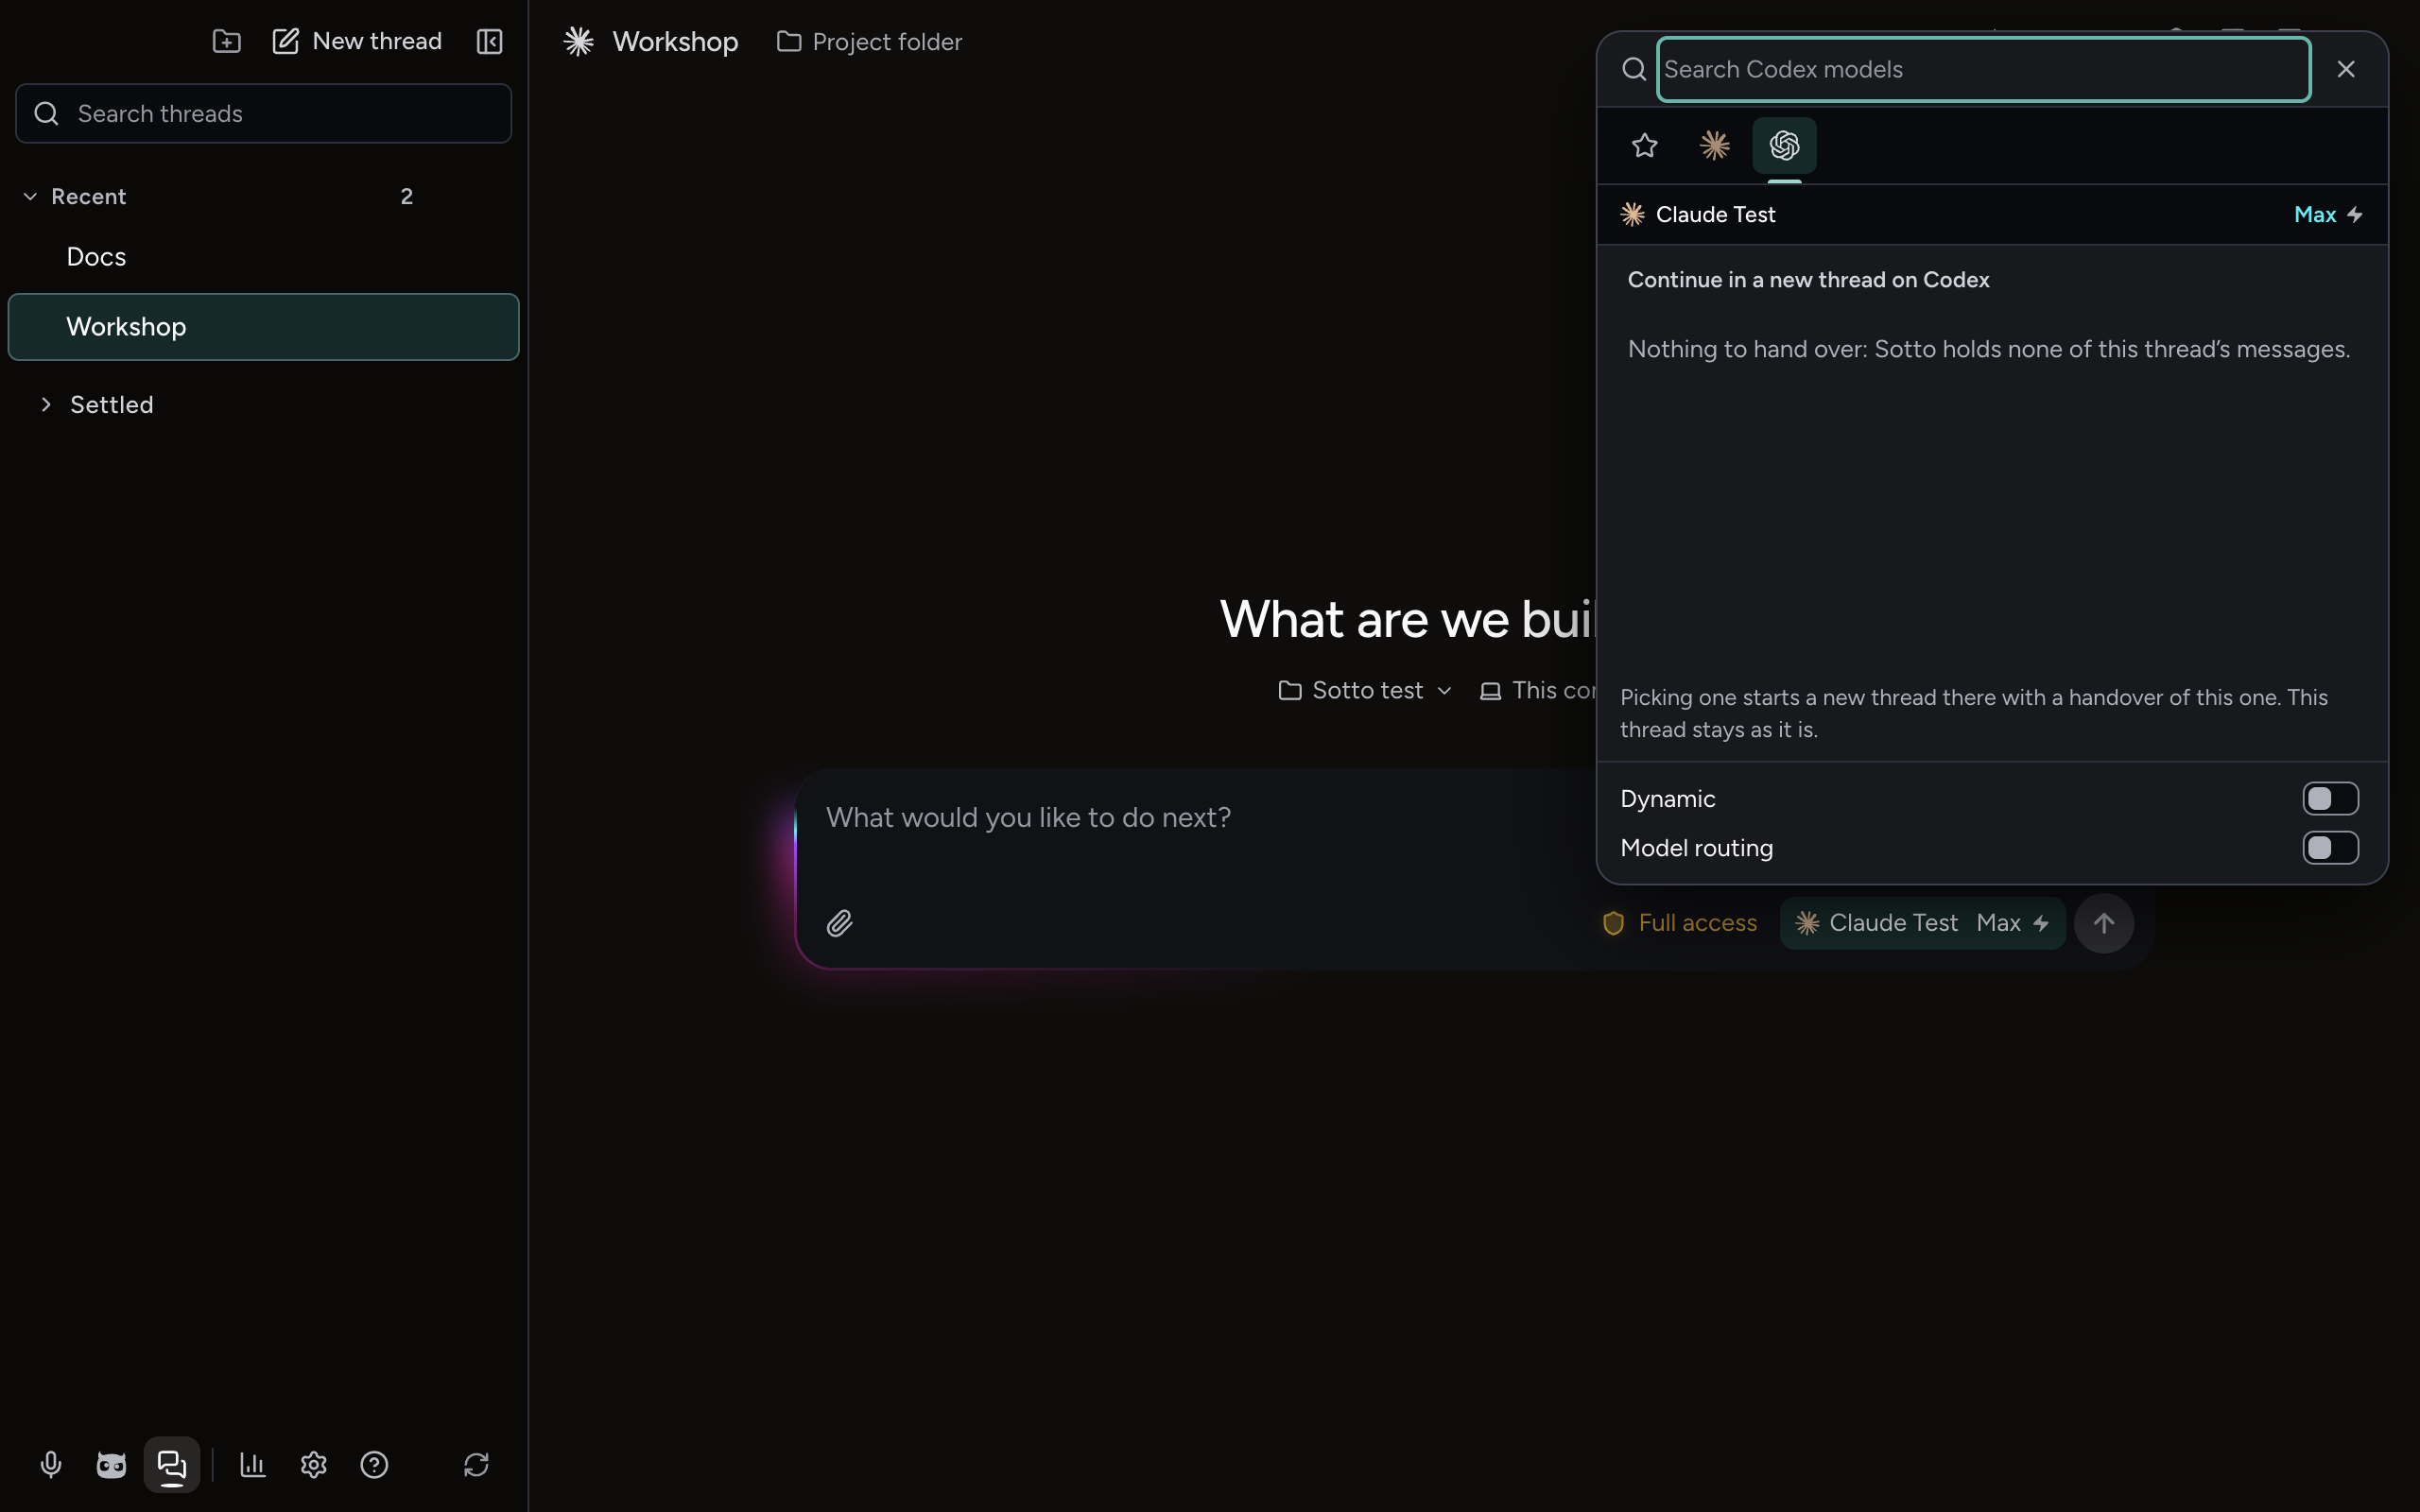 New thread
Search threads
Recent 2
Docs
Workshop
Settled
Workshop Project folder
What are we
Sotto test This
What would you like to do next?
Full access Claude Test Max
Search Codex models
Claude Test Max
Continue in a new thread on Codex
Nothing to hand over: Sotto holds none of this thread’s messages.
Picking one starts a new thread there with a handover of this one. This
thread stays as it is.
Dynamic
Model routing